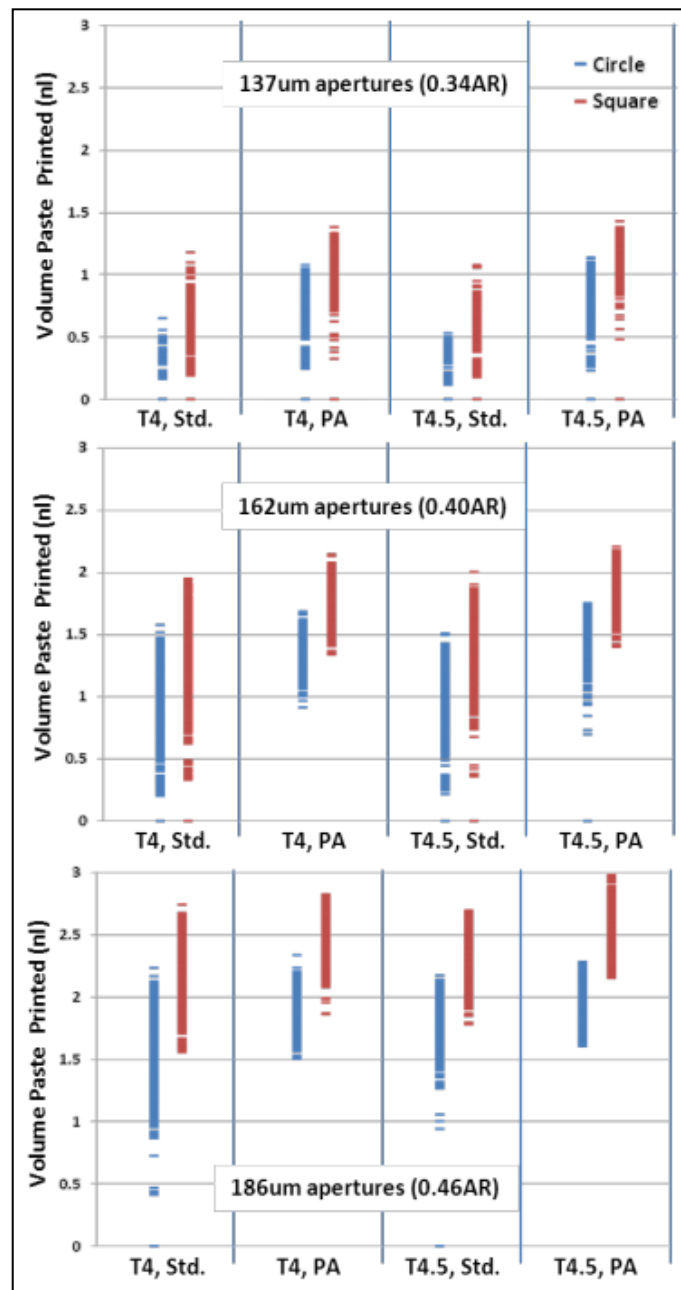 3
2.5
2
1.5
1
0.5
0
Volume Paste Printed (nl)
137um apertures (0.34AR)
Circle
Square
T4, Std. T4, PA T4.5, Std. T4.5, PA
3
2.5
2
1.5
1
0.5
0
Volume Paste Printed (nl)
162um apertures (0.40AR)
T4, Std. T4, PA T4.5, Std. T4.5, PA
3
2.5
2
1.5
1
0.5
0
Volume Paste Printed (nl)
186um apertures (0.46AR)
T4, Std. T4, PA T4.5, Std. T4.5, PA